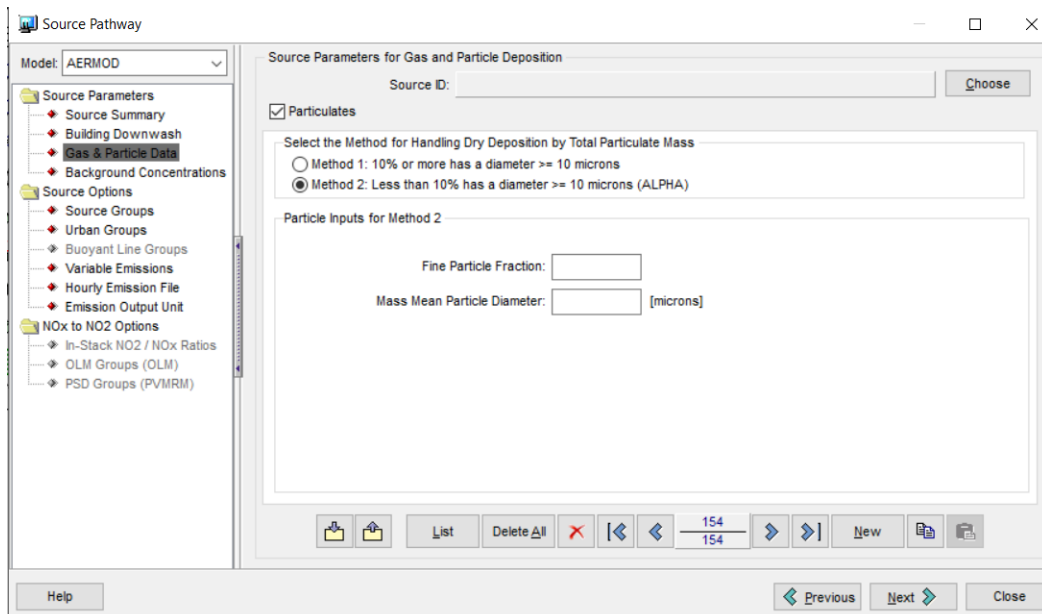 Source Pathway
Model: AERMOD
Source Parameters
Source Summary
Building Downwash
Gas & Particle Data
Background Concentrations
Source Options
Source Groups
Urban Groups
Buoyant Line Groups
Variable Emissions
Hourly Emission File
Emission Output Unit
NOx to NO2 Options
In-Stack NO2 / NOx Ratios
OLM Groups (OLM)
PSD Groups (PVMRM)
Source Parameters for Gas and Particle Deposition
Source ID:
Choose
Particulates
Select the Method for Handling Dry Deposition by Total Particulate Mass
Method 1: 10% or more has a diameter >= 10 microns
Method 2: Less than 10% has a diameter >= 10 microns (ALPHA)
Particle Inputs for Method 2
Fine Particle Fraction:
Mass Mean Particle Diameter: [microns]
List Delete All 154 New
154
Help Previous Next Close